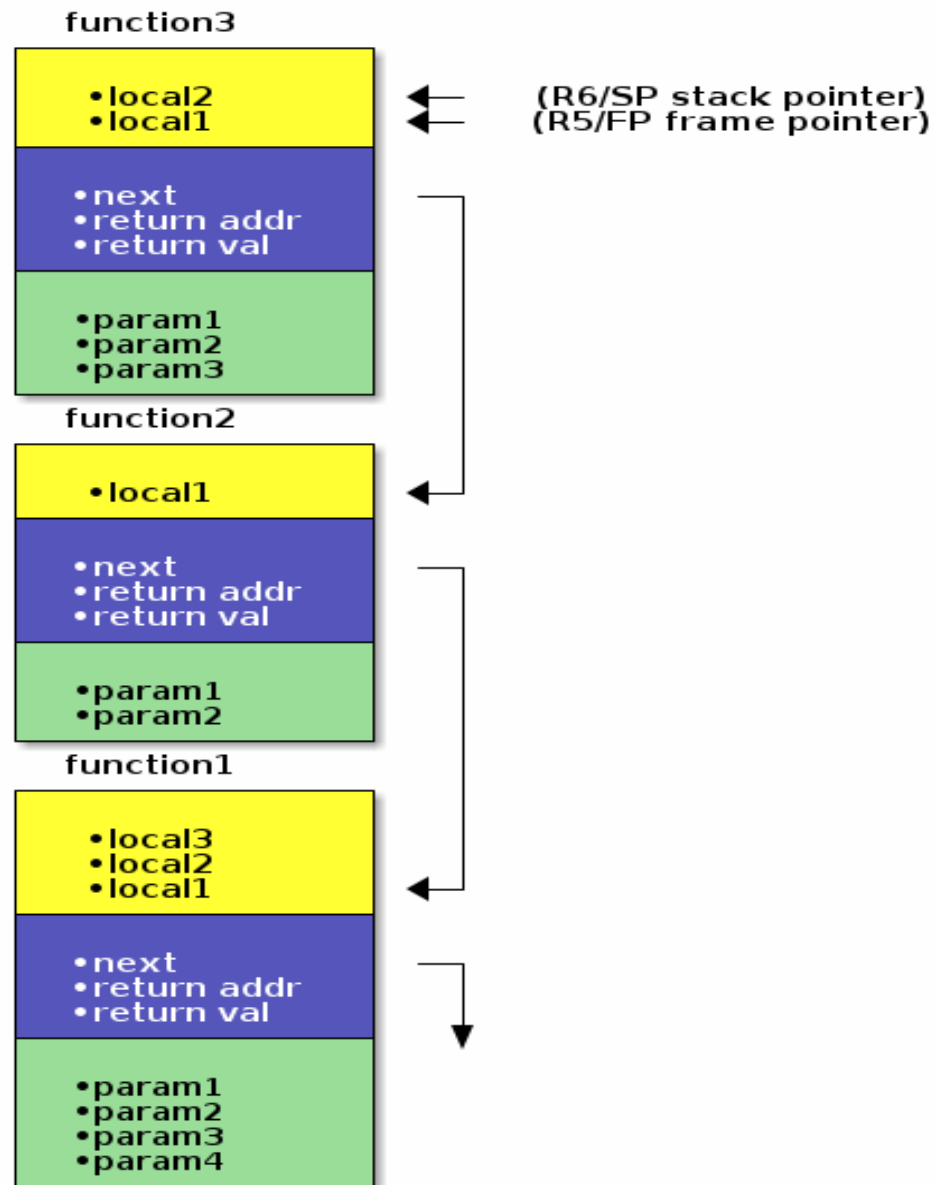 function3
•local2
(R6/SP stack pointer)
•local1
(R5/FP frame pointer)
•next
•return addr
•return val
•param1
•param2
•param3
function2
•local1
•next
•return addr
•return val
•param1
•param2
function1
•local3
•local2
•local1
•next
•return addr
•return val
•param1
•param2
•param3
•param4